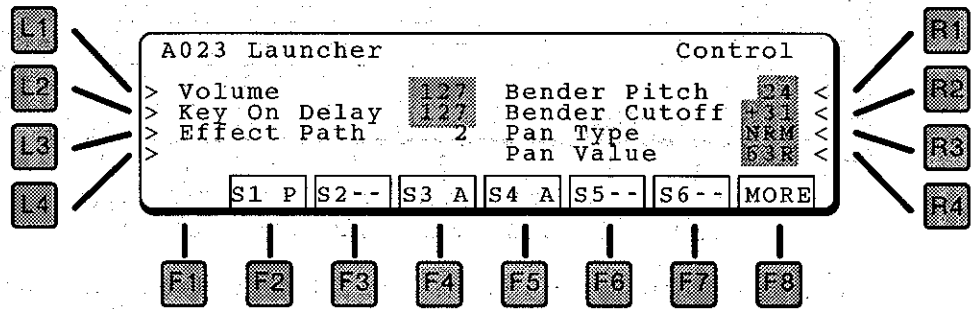 L1
L2
L3
L4
A023 Launcher Control
> Volume 127 Bender Pitch 24 <
> Key On Delay 127 Bender Cutoff +31 <
> Effect Path 2 Pan Type NRM <
> Pan Value 63R <
S1 P S2-- S3 A S4 A S5-- S6-- MORE
R1
R2
R3
R4
F1 F2 F3 F4 F5 F6 F7 F8